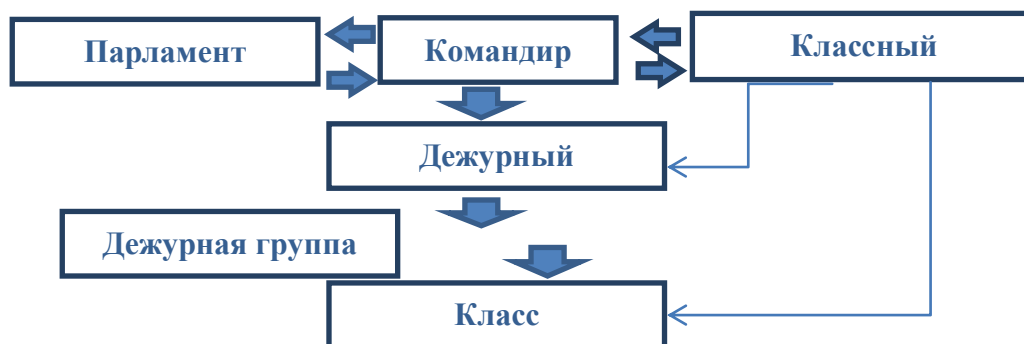 Парламент
Командир
Классный
Дежурный
Дежурная группа
Класс